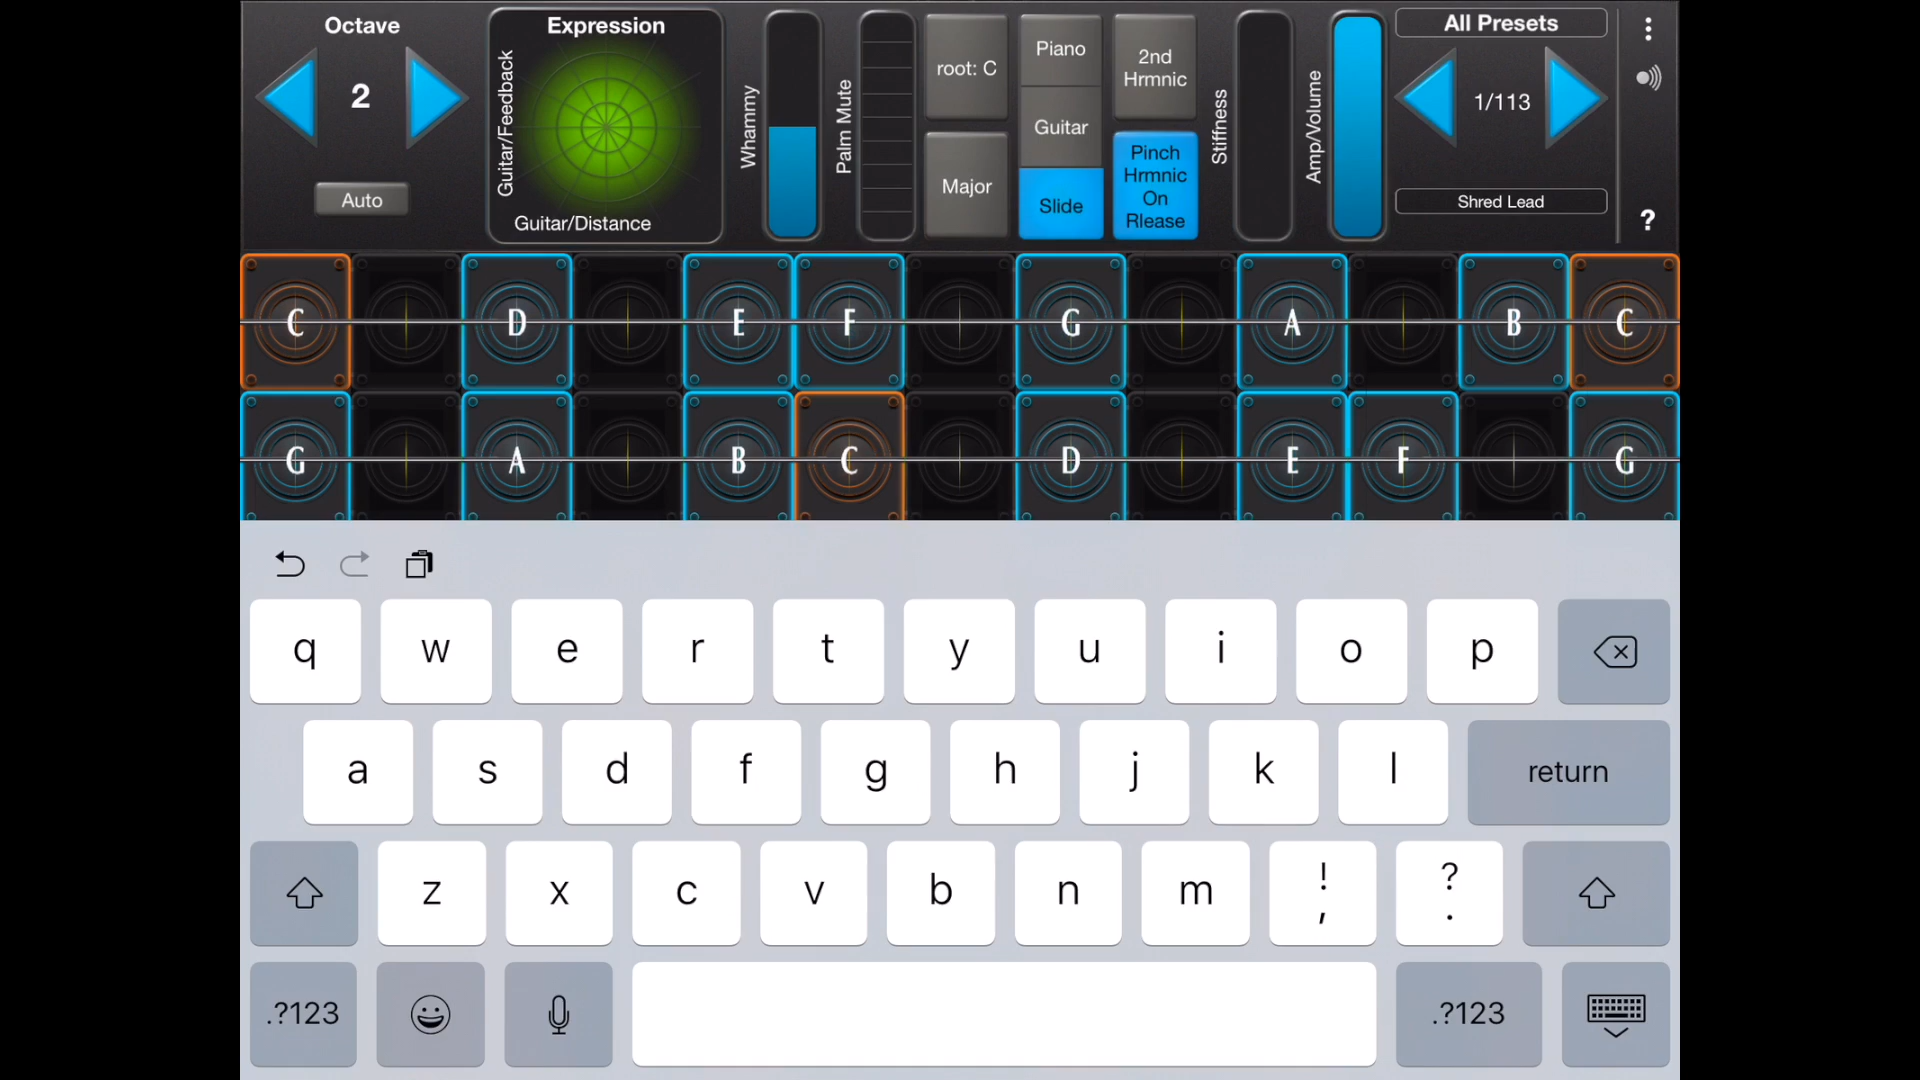 Octave
2
Auto
Expression
Guitar/Feedback
Guitar/Distance
Whammy
Palm Mute
root: C
Major
Piano
Guitar
Slide
2nd
Hrmnic
Pinch
Hrmnic
On
Rlease
Stiffness
Amp/Volume
All Presets
1/113
Shred Lead
?
C D E F G A B C
G A B C D E F G
q w e r t y u i o p
a s d f g h j k l return
z x c v b n m ! , ? .
.?123 .?123